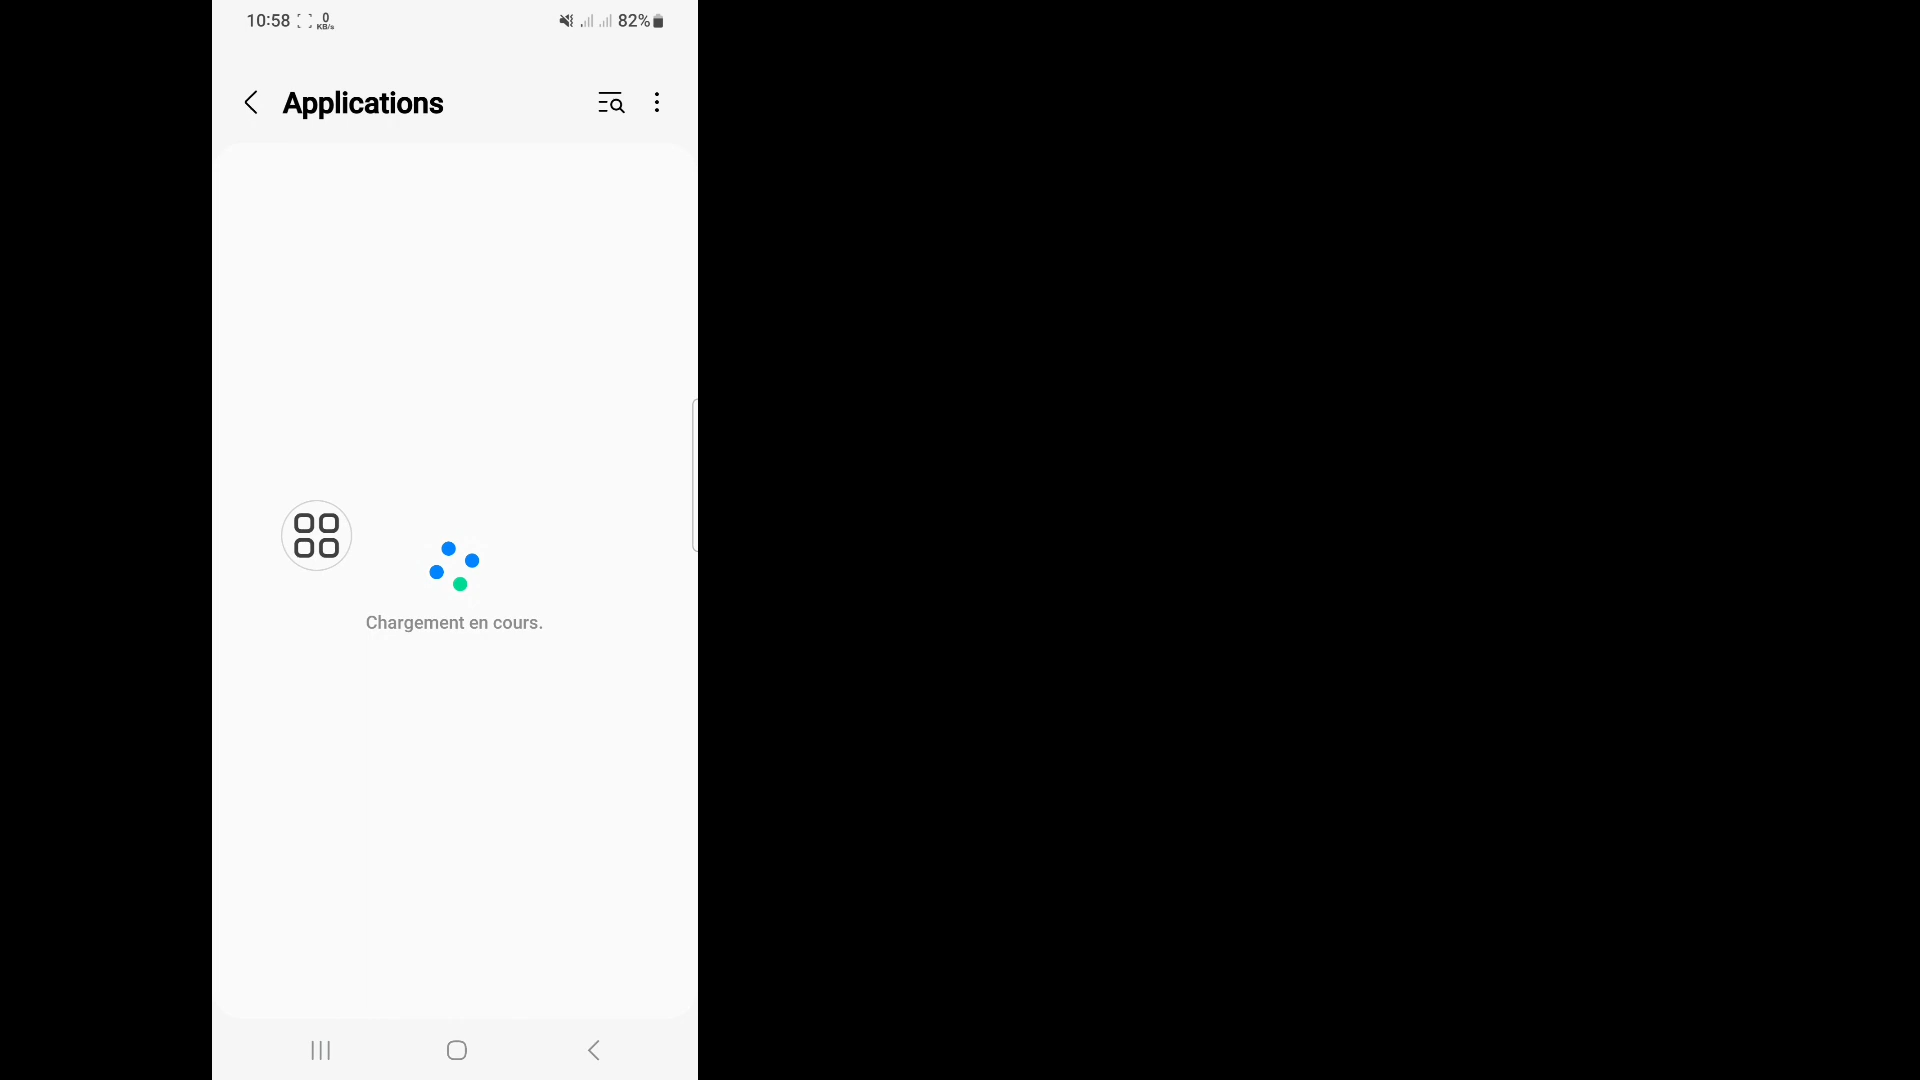 10:58 0 KB/s 82%
Applications
Chargement en cours.